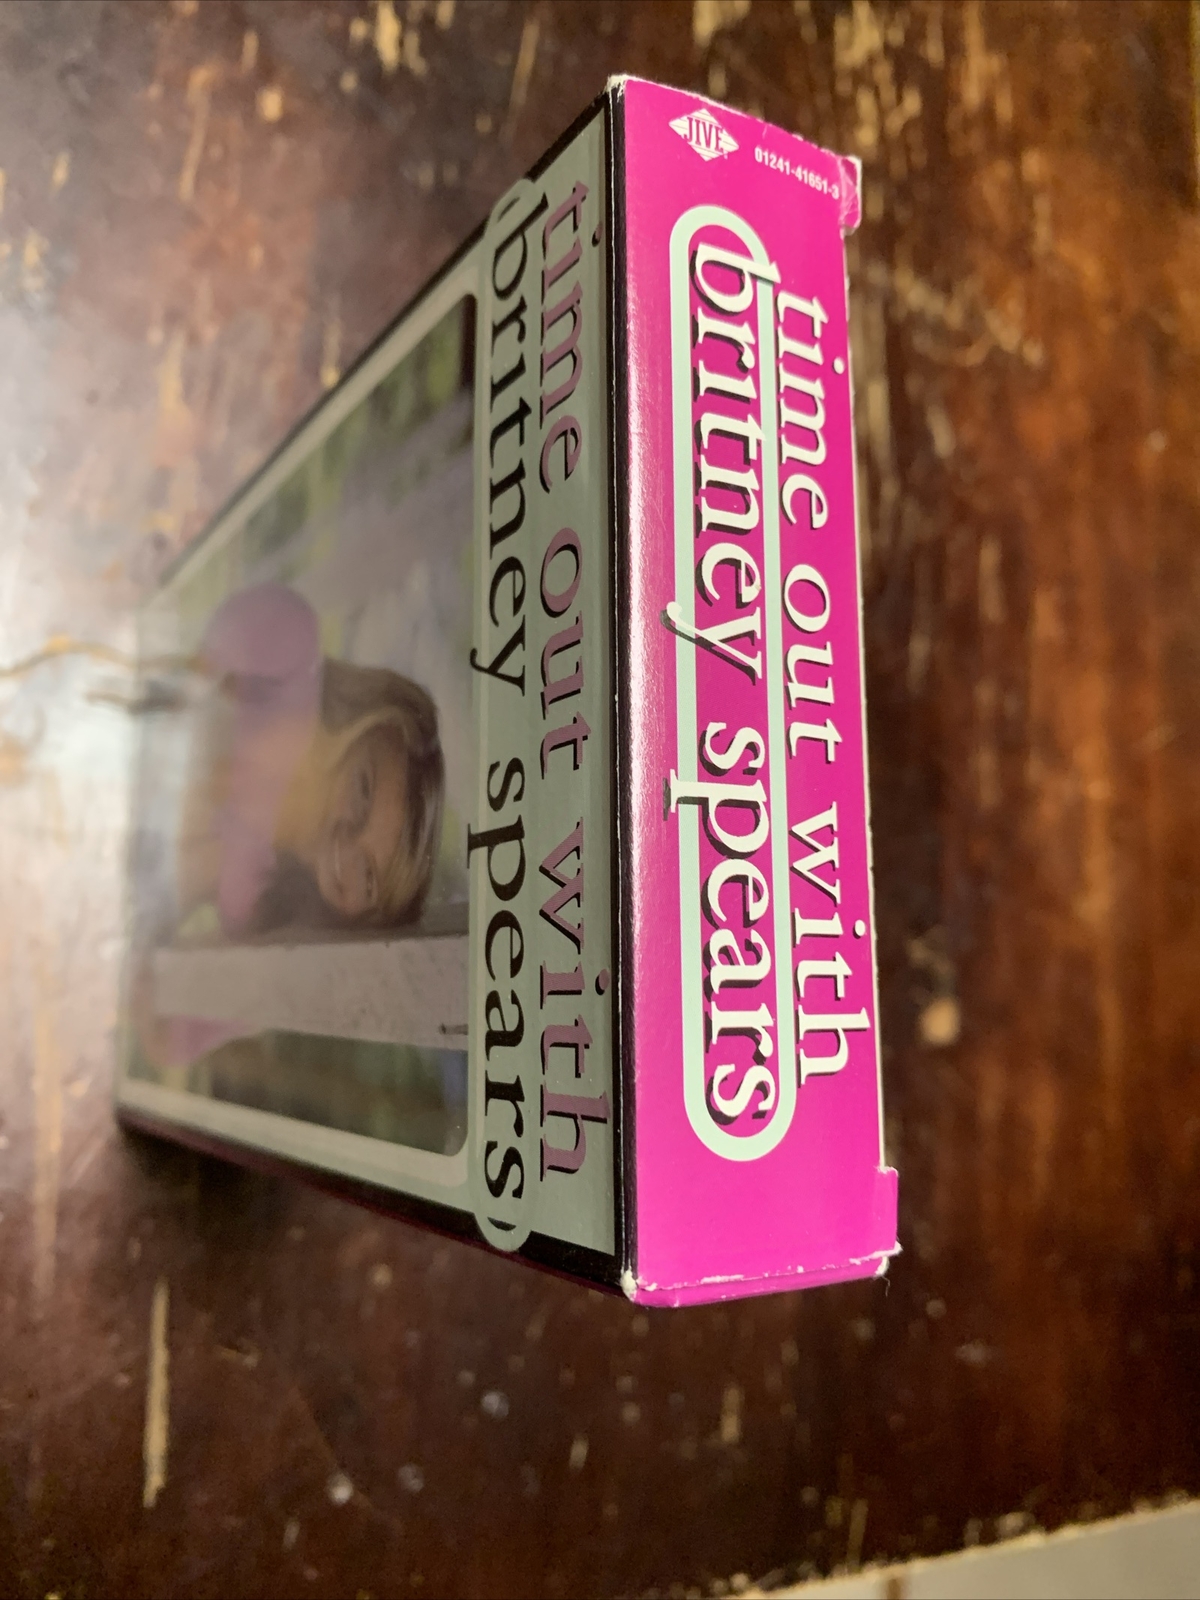 JIVE
01241-41651-3
time out with
britney spears
time out with
britney spears